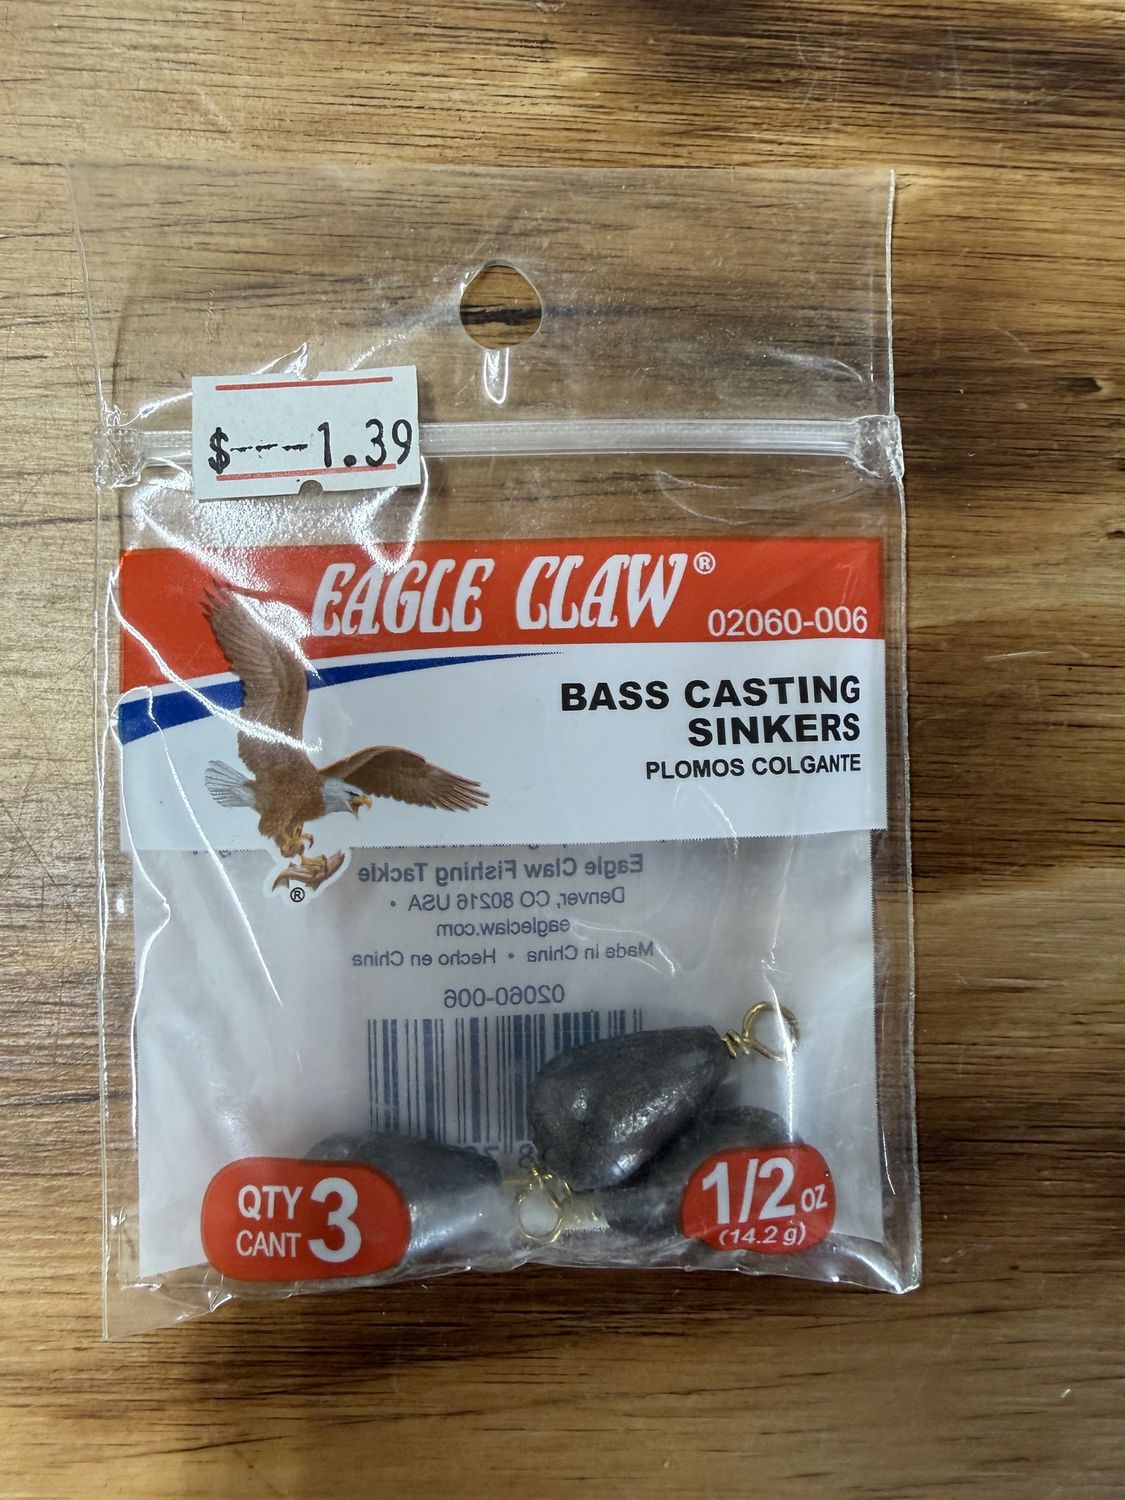 $---1.39
EAGLE CLAW®
02060-006
BASS CASTING
SINKERS
PLOMOS COLGANTE
®
Eagle Claw Fishing Tackle
Denver, CO 80216 USA •
eagleclaw.com
Made in China • Hecho en China
02060-006
QTY
CANT 3
1/2 OZ
(14.2 g)